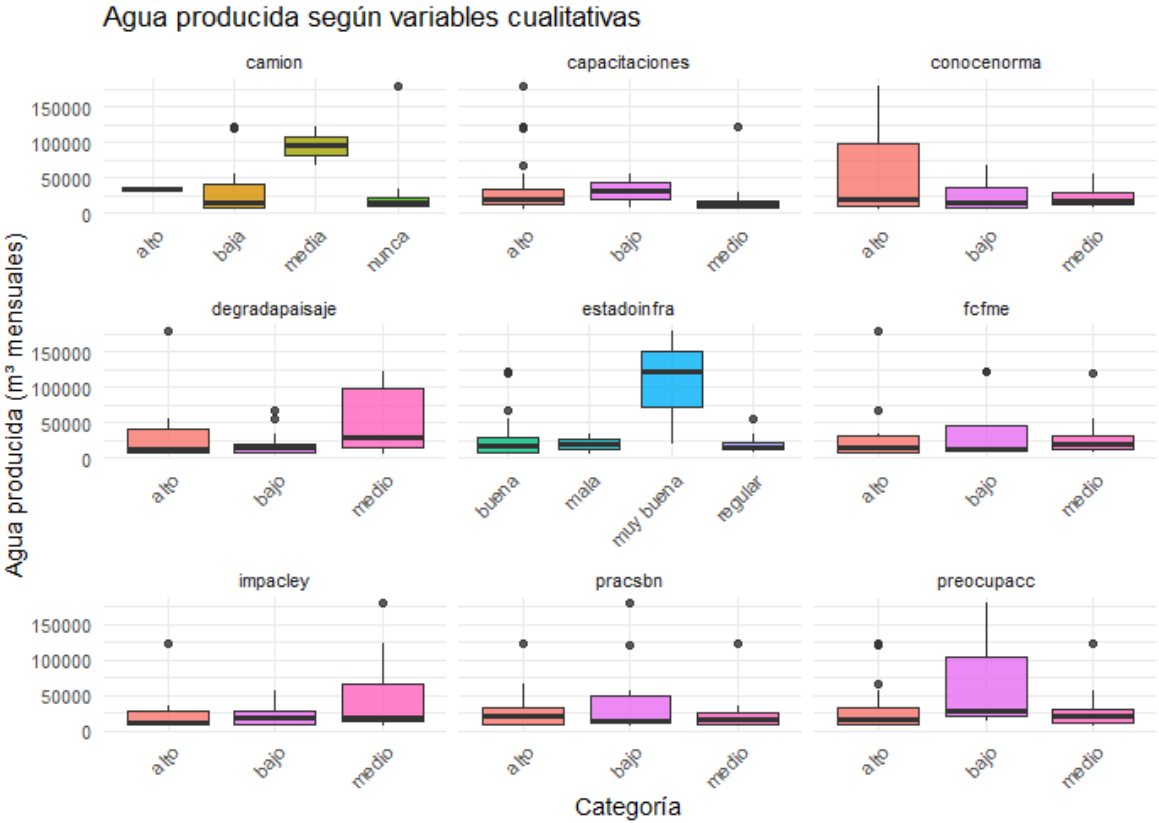 Agua producida según variables cualitativas
camion capacitaciones conocenorma
150000
100000
50000
0
alto baja media nunca alto bajo medio alto bajo medio
degradapaisaje estadoinfra fcfme
150000
100000
50000
0
alto bajo medio buena mala muy buena regular alto bajo medio
impacley pracsbn preocupacc
150000
100000
50000
0
alto bajo medio alto bajo medio alto bajo medio
Agua producida (m³ mensuales)
Categoría